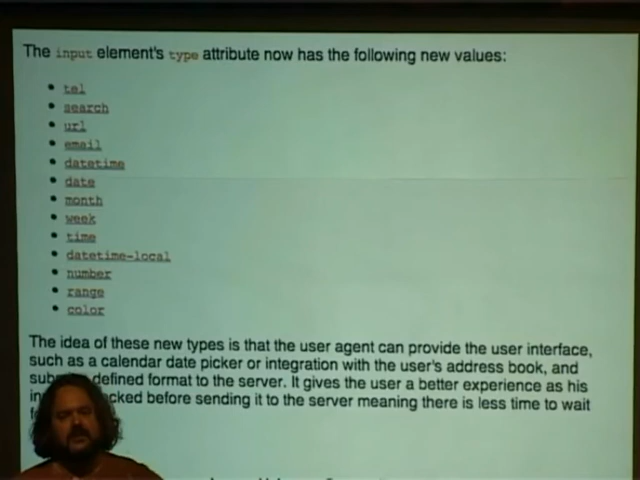 The input element's type attribute now has the following new values:
tel
search
url
email
datetime
date
month
week
time
datetime-local
number
range
color
The idea of these new types is that the user agent can provide the user interface,
such as a calendar date picker or integration with the user's address book, and
defined format to the server. It gives the user a better experience as his
cked before sending it to the server meaning there is less time to wait